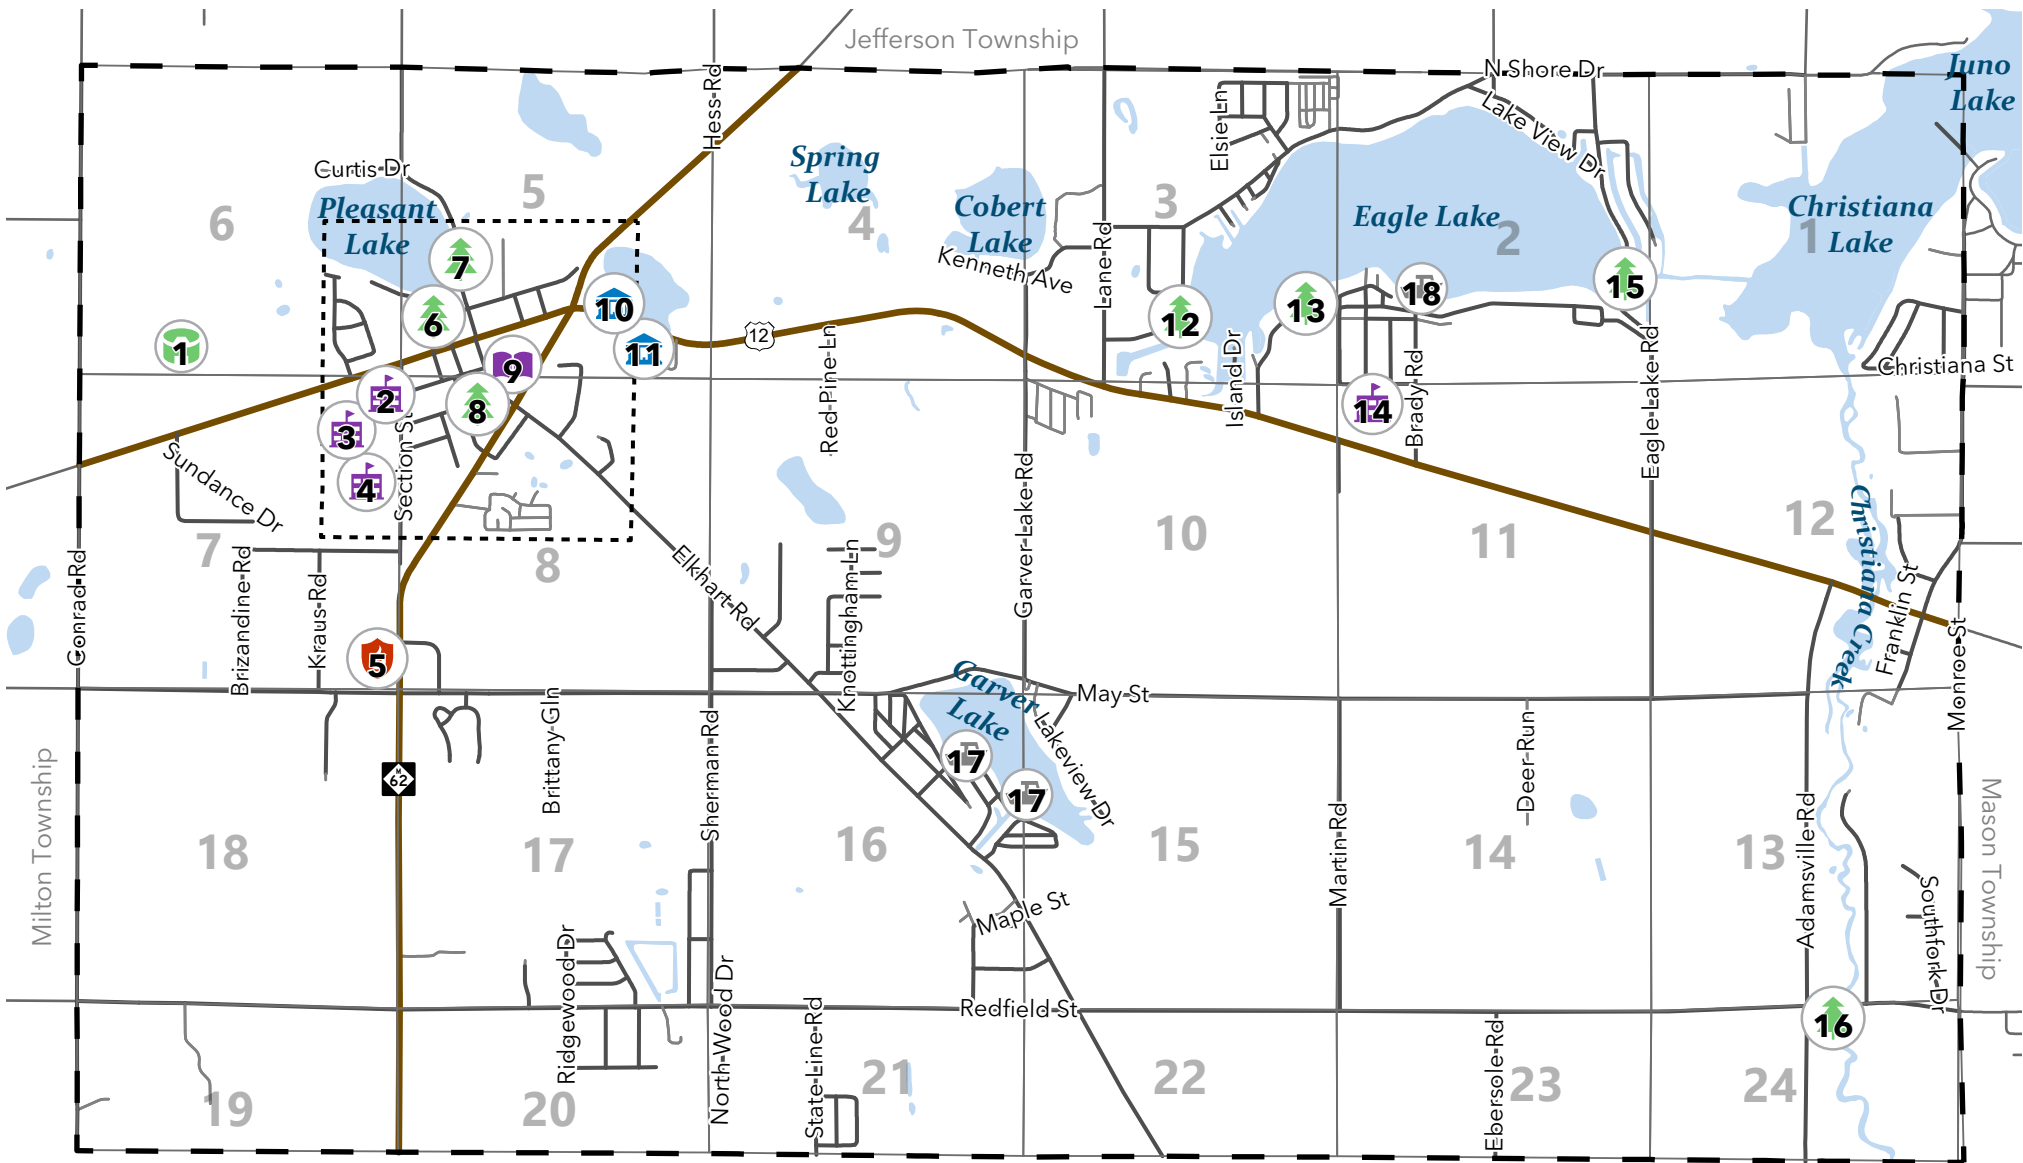 Jefferson Township
N Shore Dr
Juno
Lake
Hess-Rd
Elsie-Ln
Lake View Dr
Curtis Dr
Spring
Lake
5
3
6
4
Pleasant
Lake
Cobert
Lake
Eagle Lake
2
Christiana
Lake
1
Kenneth Ave
Lane-Rd
7
6
10
11
12
1
9
2
8
3
4
12
13
18
15
14
Red-Pine-Ln
Island-Dr
Brady-Rd
Eagle-Lake-Rd
Christiana St
Section St
Sundance Dr
Garver-Lake-Rd
Christiana Creek
7
8
9
10
11
12
Conrad-Rd
Brizandine-Rd
Kraus-Rd
Elkhart-Rd
Knottingham-Ln
Franklin St
Monroe-St
5
May-St
Garver
Lake
Lakeview-Dr
17
17
M
62
Brittany-Gln
Sherman-Rd
Deer-Run
Milton Township
Mason Township
Martin-Rd
Adamsville-Rd
18
17
16
15
14
13
Southfork-Dr
Maple St
Ridgewood-Dr
North-Wood Dr
State-Line-Rd
Redfield-St
16
Ebersole-Rd
19
20
21
22
23
24